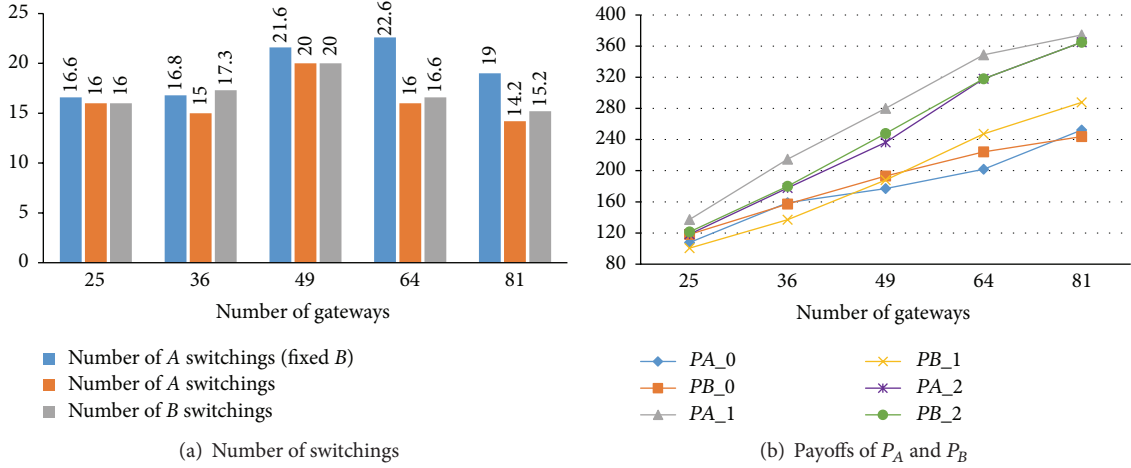 25
20
15
10
5
0
16.6
16
16
16.8
15
17.3
21.6
20
20
22.6
16
16.6
19
14.2
15.2
25 36 49 64 81
Number of gateways
Number of A switchings (fixed B)
Number of A switchings
Number of B switchings
(a) Number of switchings
400
360
320
280
240
200
160
120
80
25 36 49 64 81
Number of gateways
PA_0
PB_0
PA_1
PB_1
PA_2
PB_2
(b) Payoffs of P_A and P_B